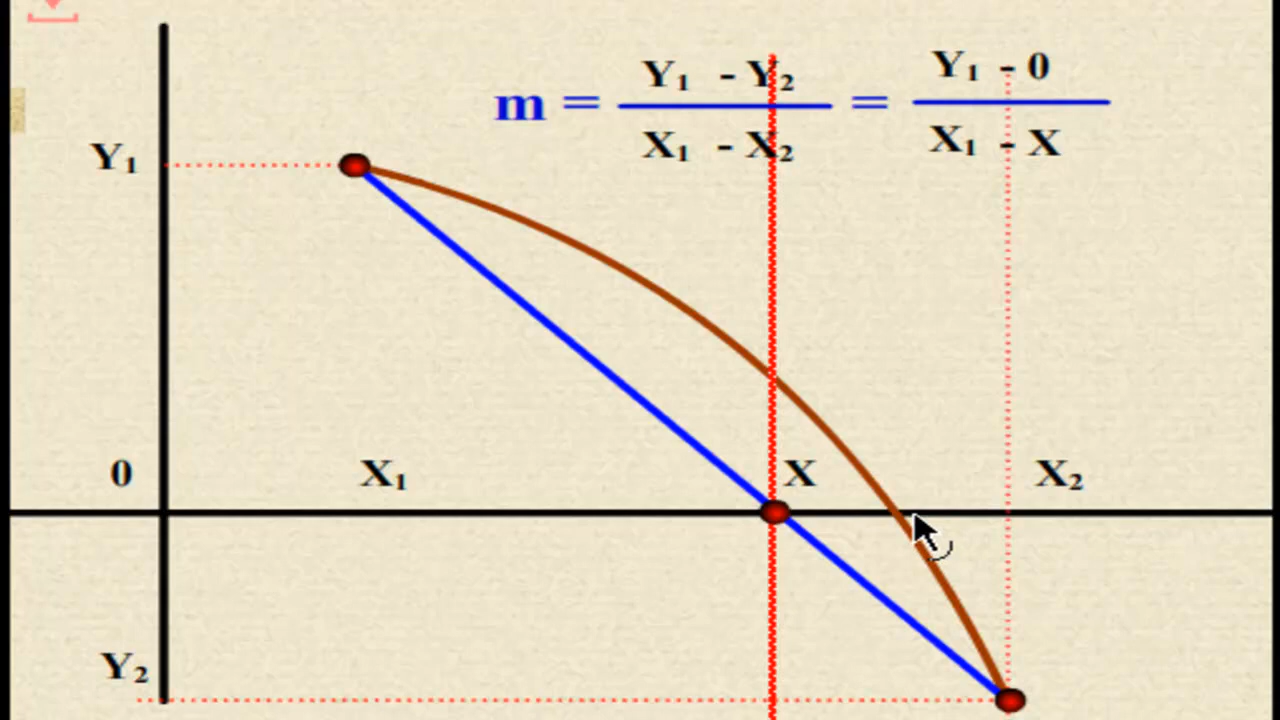 m = Y₁ - Y₂ / X₁ - X₂ = Y₁ - 0 / X₁ - X
Y₁
0 X₁ X X₂
Y₂